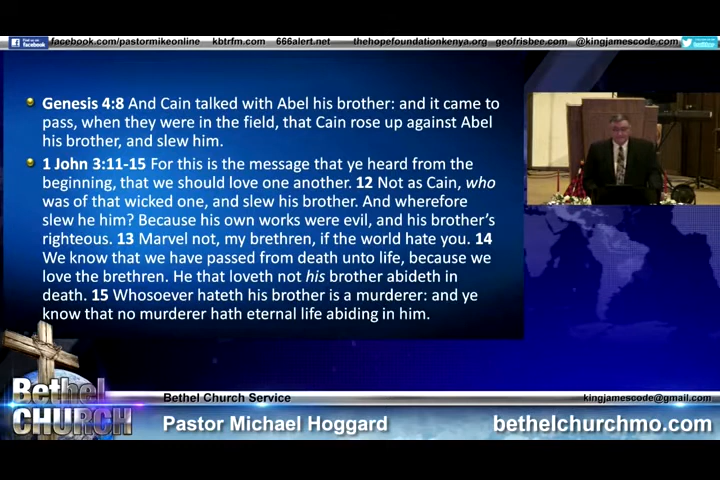 Find us on facebook facebook.com/pastormikeonline kbtrfm.com 666alert.net thehopefoundationkenya.org geofrisbee.com @kingjamescode.com twitter
Genesis 4:8 And Cain talked with Abel his brother: and it came to
pass, when they were in the field, that Cain rose up against Abel
his brother, and slew him.
1 John 3:11-15 For this is the message that ye heard from the
beginning, that we should love one another. 12 Not as Cain, who
was of that wicked one, and slew his brother. And wherefore
slew he him? Because his own works were evil, and his brother's
righteous. 13 Marvel not, my brethren, if the world hate you. 14
We know that we have passed from death unto life, because we
love the brethren. He that loveth not his brother abideth in
death. 15 Whosoever hateth his brother is a murderer: and ye
know that no murderer hath eternal life abiding in him.
Bethel
CHURCH
Bethel Church Service kingjamescode@gmail.com
Pastor Michael Hoggard bethelchurchmo.com